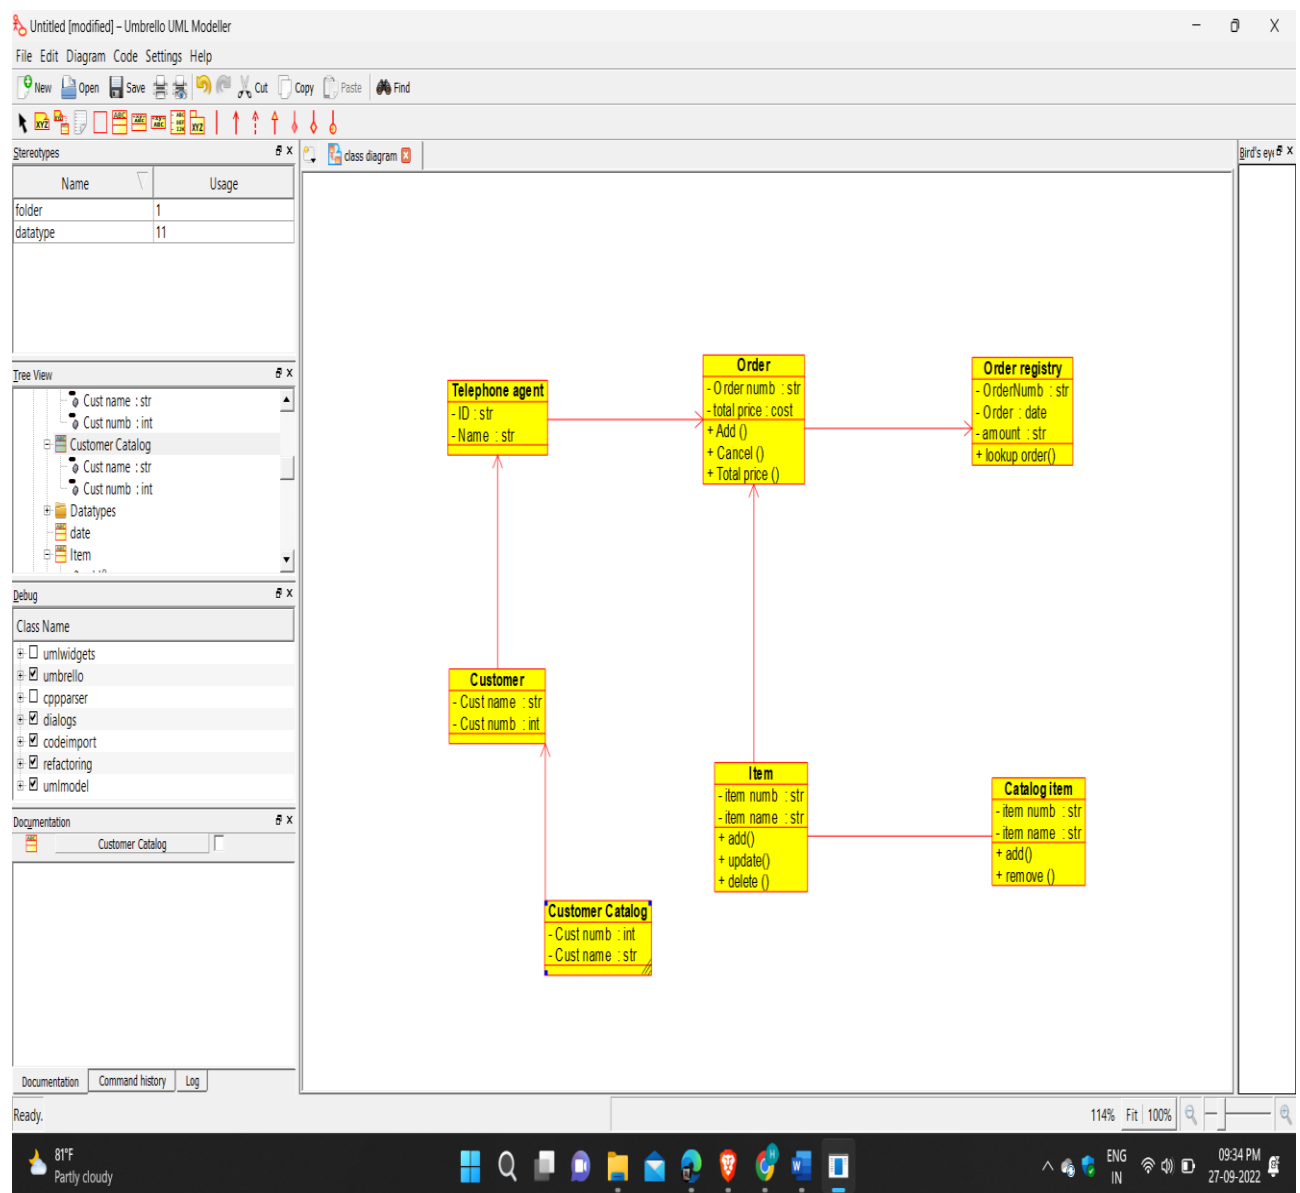 Untitled [modified] – Umbrello UML Modeller
File Edit Diagram Code Settings Help
New Open Save Cut Copy Paste Find
Stereotypes
class diagram
Bird's eye
Name Usage
folder 1
datatype 11
Tree View
Cust name : str
Cust numb : int
Customer Catalog
Cust name : str
Cust numb : int
Datatypes
date
Item
Debug
Class Name
umlwidgets
umbrello
cppparser
dialogs
codeimport
refactoring
umlmodel
Documentation
Customer Catalog
Documentation Command history Log
Telephone agent
- ID : str
- Name : str
Order
- Order numb : str
- total price : cost
+ Add ()
+ Cancel ()
+ Total price ()
Order registry
- OrderNumb : str
- Order : date
- amount : str
+ lookup order()
Customer
- Cust name : str
- Cust numb : int
Item
- item numb : str
- item name : str
+ add()
+ update()
+ delete ()
Catalog item
- item numb : str
- item name : str
+ add()
+ remove ()
Customer Catalog
- Cust numb : int
- Cust name : str
Ready.
114% Fit 100%
81°F
Partly cloudy
ENG
IN
09:34 PM
27-09-2022